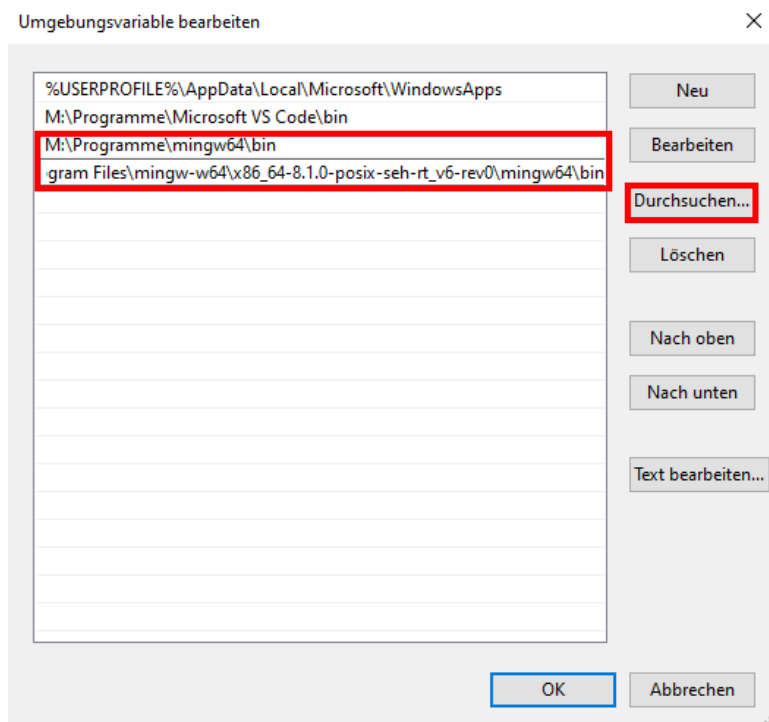 Umgebungsvariable bearbeiten
%USERPROFILE%\AppData\Local\Microsoft\WindowsApps
M:\Programme\Microsoft VS Code\bin
M:\Programme\mingw64\bin
gram Files\mingw-w64\x86_64-8.1.0-posix-seh-rt_v6-rev0\mingw64\bin
Neu
Bearbeiten
Durchsuchen...
Löschen
Nach oben
Nach unten
Text bearbeiten...
OK
Abbrechen